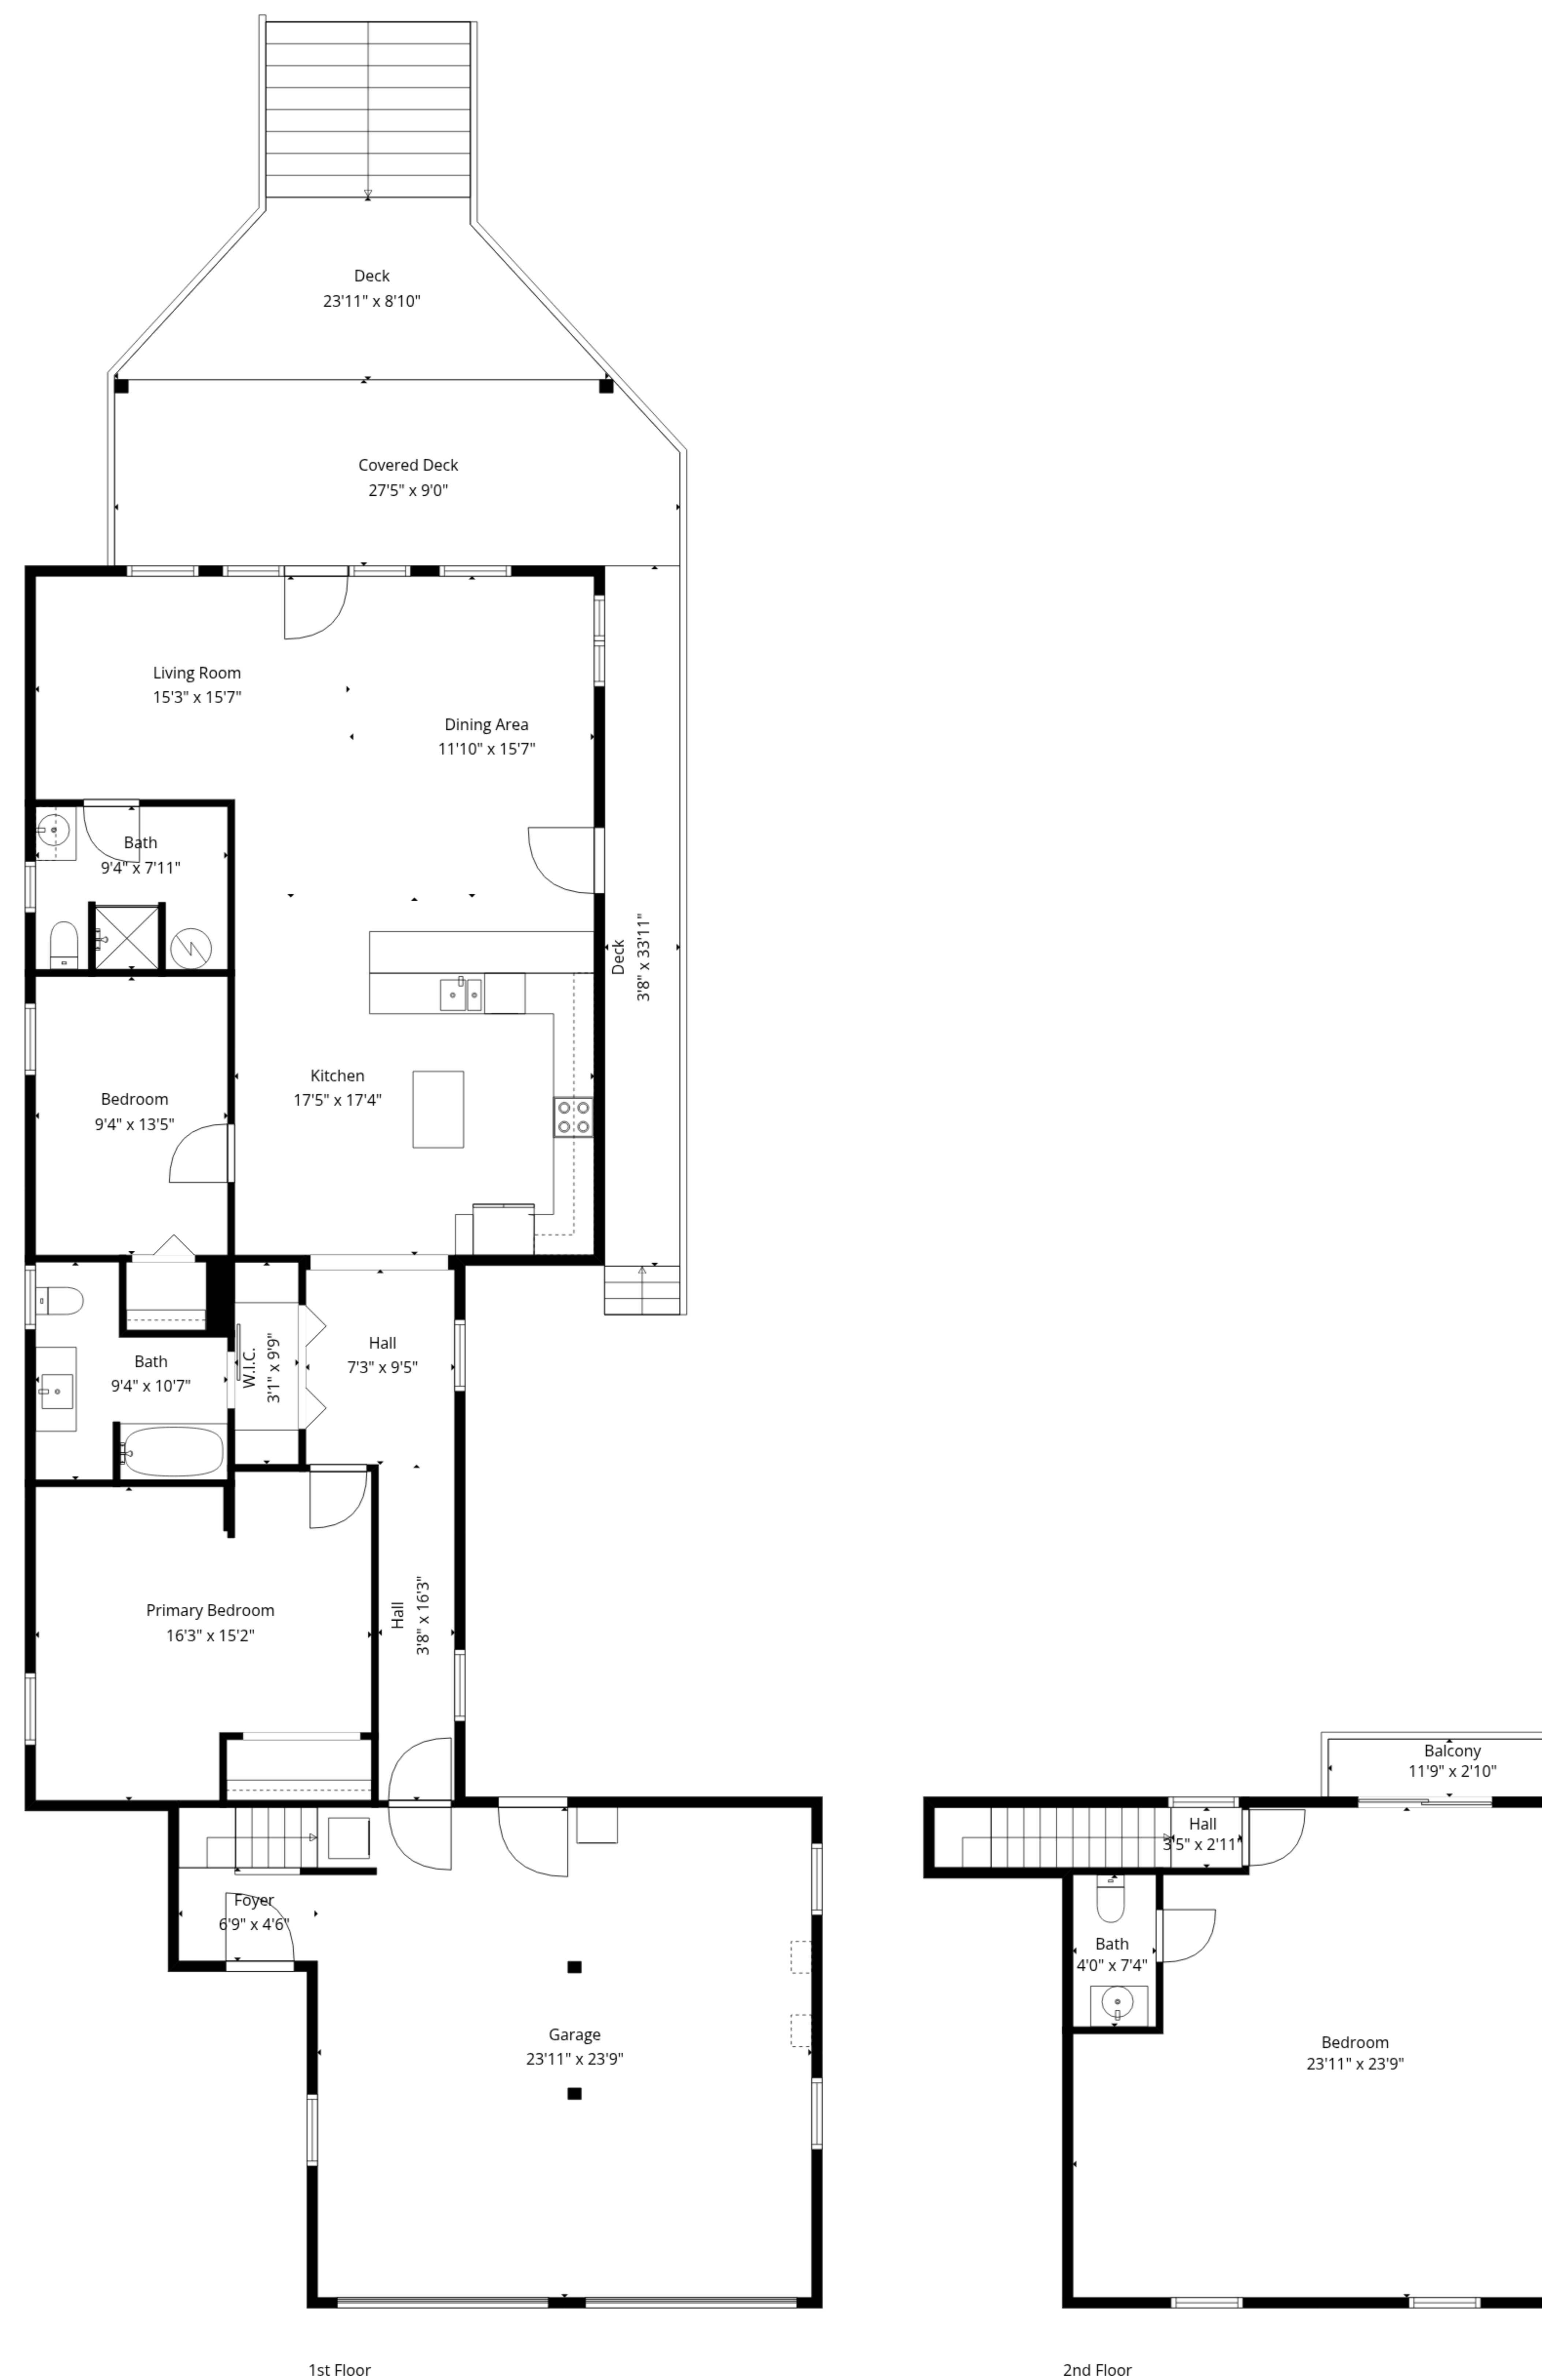 Deck
23'11" x 8'10"
Covered Deck
27'5" x 9'0"
Living Room
15'3" x 15'7"
Dining Area
11'10" x 15'7"
Bath
9'4" x 7'11"
Deck
3'8" x 33'11"
Kitchen
17'5" x 17'4"
Bedroom
9'4" x 13'5"
Hall
7'3" x 9'5"
W.I.C.
3'1" x 9'9"
Bath
9'4" x 10'7"
Primary Bedroom
16'3" x 15'2"
Hall
3'8" x 16'3"
Foyer
6'9" x 4'6"
Garage
23'11" x 23'9"
1st Floor
Balcony
11'9" x 2'10"
Hall
3'5" x 2'11"
Bath
4'0" x 7'4"
Bedroom
23'11" x 23'9"
2nd Floor